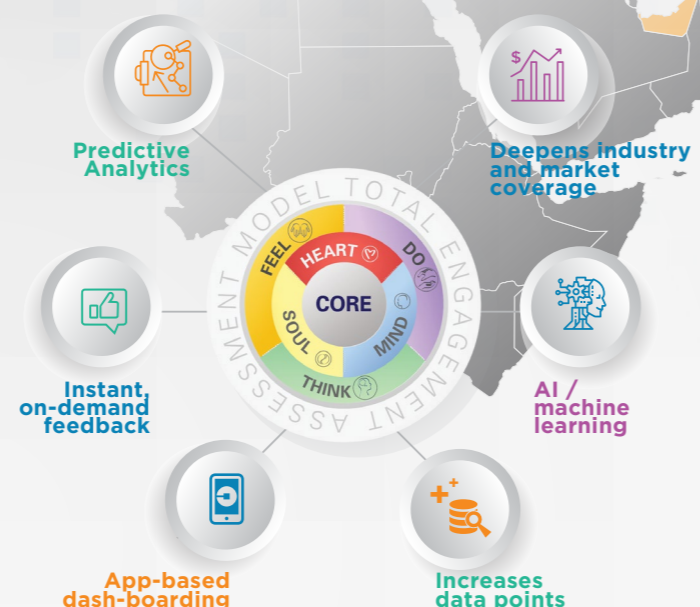 Predictive
Analytics
$
Deepens industry
and market
coverage
TOTAL ENGAGEMENT ASSESSMENT MODEL
FEEL
HEART
DO
CORE
SOUL
MIND
THINK
Instant,
on-demand
feedback
AI /
machine
learning
App-based
dash-boarding
Increases
data points